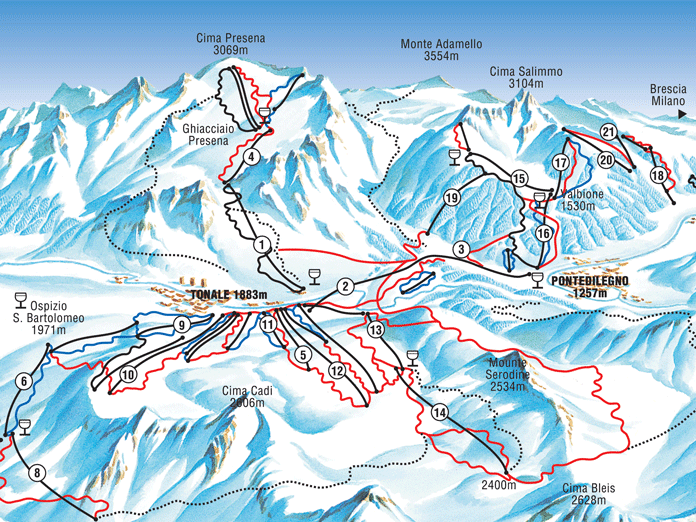 Cima Presena
3069m
Monte Adamello
3554m
Cima Salimmo
3104m
Brescia
Milano
Ghiacciaio
Presena
21
4
17
20
18
15
19
Valbione
1530m
16
1
3
2
PONTEDILEGNO
1257m
TONALE 1883m
Ospizio
S. Bartolomeo
1971m
9
11
13
5
12
10
6
Mounte
Serodine
2534m
Cima Cadi
2606m
14
8
2400m
Cima Bleis
2628m